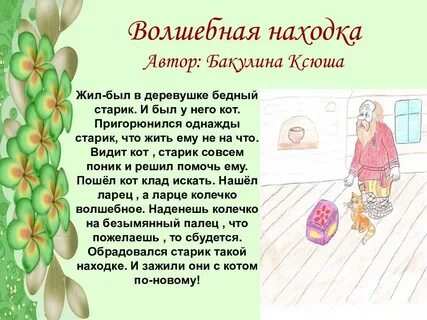 Волшебная находка
Автор: Бакулина Ксюша
Жил-был в деревушке бедный
старик. И был у него кот.
Пригорюнился однажды
старик, что жить ему не на что.
Видит кот , старик совсем
поник и решил помочь ему.
Пошёл кот клад искать. Нашёл
ларец , а ларце колечко
волшебное. Наденешь колечко
на безымянный палец , что
пожелаешь , то сбудется.
Обрадовался старик такой
находке. И зажили они с котом
по-новому!